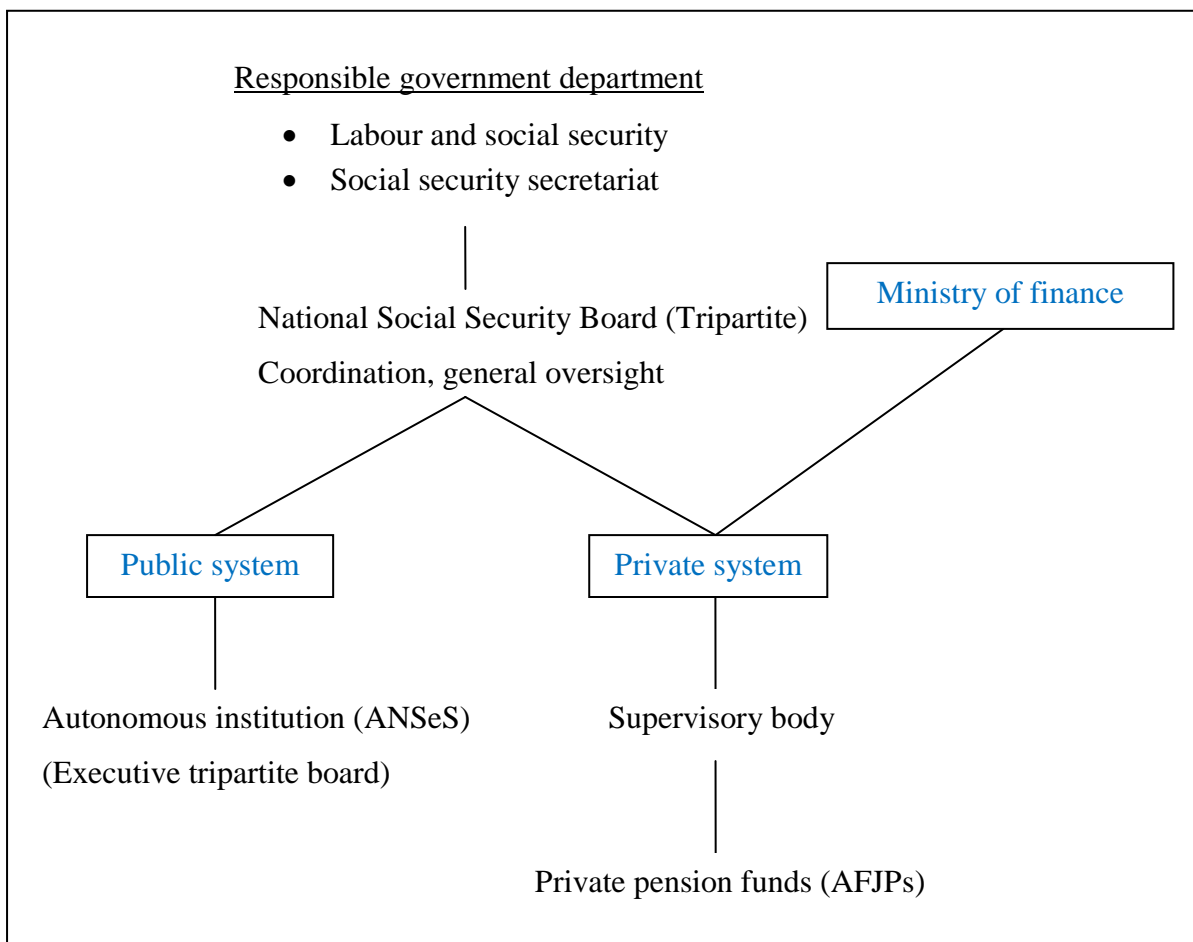 Responsible government department
• Labour and social security
• Social security secretariat
Ministry of finance
National Social Security Board (Tripartite)
Coordination, general oversight
Public system
Private system
Autonomous institution (ANSeS)
(Executive tripartite board)
Supervisory body
Private pension funds (AFJPs)